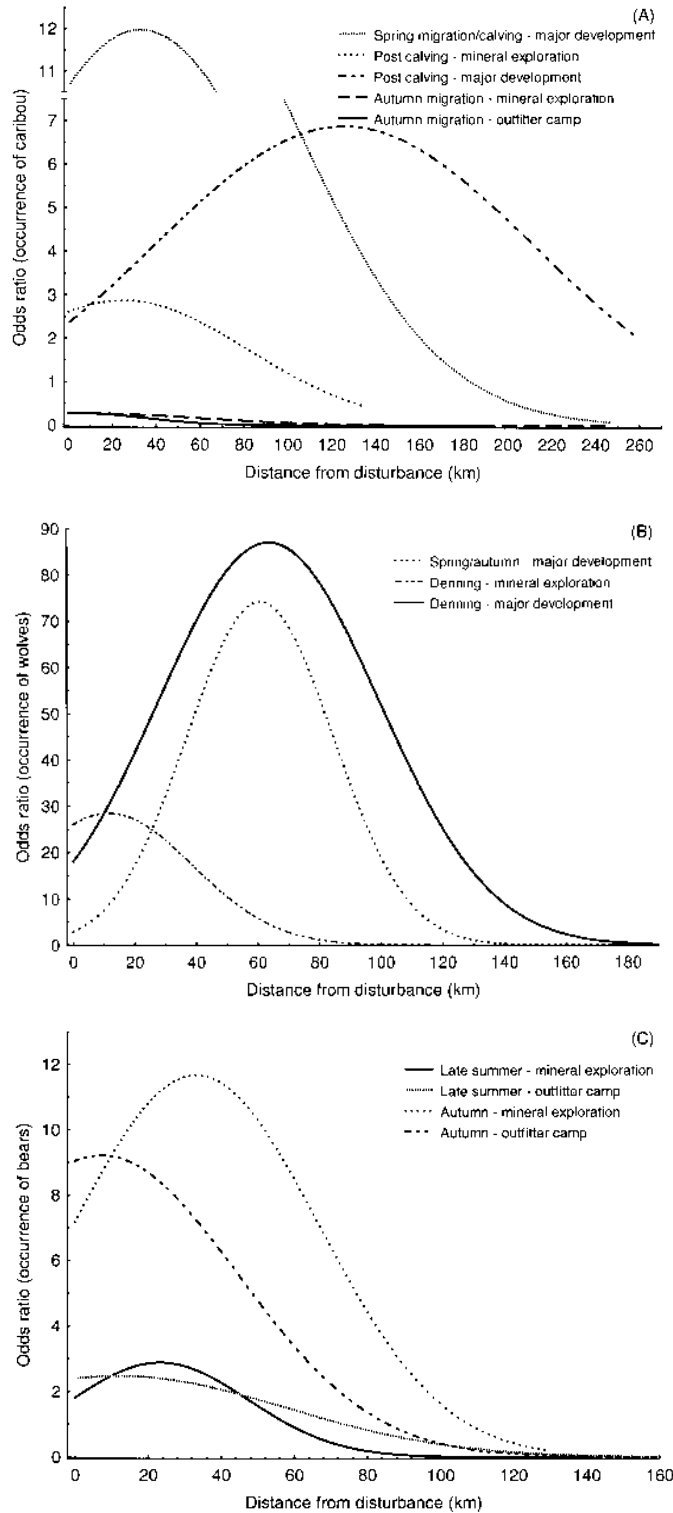 (A)
Spring migration/calving - major development
Post calving - mineral exploration
Post calving - major development
Autumn migration - mineral exploration
Autumn migration - outfitter camp
Odds ratio (occurrence of caribou)
12
11
7
6
5
4
3
2
1
0
0 20 40 60 80 100 120 140 160 180 200 220 240 260
Distance from disturbance (km)
(B)
Spring/autumn - major development
Denning - mineral exploration
Denning - major development
Odds ratio (occurrence of wolves)
90
80
70
60
50
40
30
20
10
0
0 20 40 60 80 100 120 140 160 180
Distance from disturbance (km)
(C)
Late summer - mineral exploration
Late summer - outfitter camp
Autumn - mineral exploration
Autumn - outfitter camp
Odds ratio (occurrence of bears)
12
10
8
6
4
2
0
0 20 40 60 80 100 120 140 160
Distance from disturbance (km)